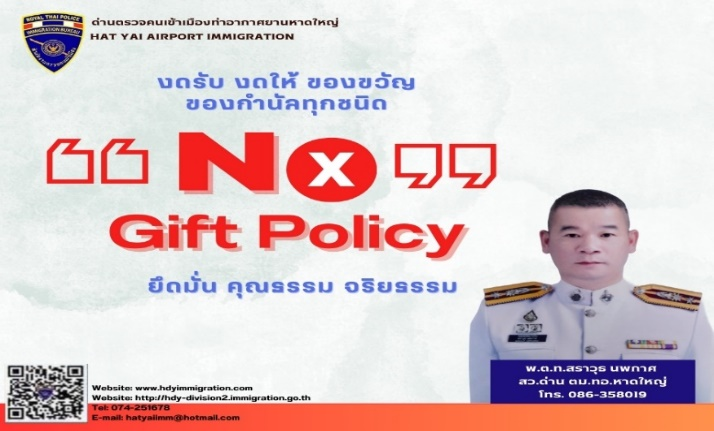 ROYAL THAI POLICE
IMMIGRATION BUREAU
ด่านตรวจคนเข้าเมืองท่าอากาศยานหาดใหญ่
HAT YAI AIRPORT IMMIGRATION
งดรับ งดให้ ของขวัญ
ของกำนัลทุกชนิด
“ No X ”
Gift Policy
ยึดมั่น คุณธรรม จริยธรรม
พ.ต.ท.สราวุธ นพภาศ
สว.ด่าน ตม.ทอ.หาดใหญ่
โทร. 086-358019
Website: www.hdyimmigration.com
Website: http://hdy-division2.immigration.go.th
Tel: 074-251678
E-mail: hatyaiimm@hotmail.com